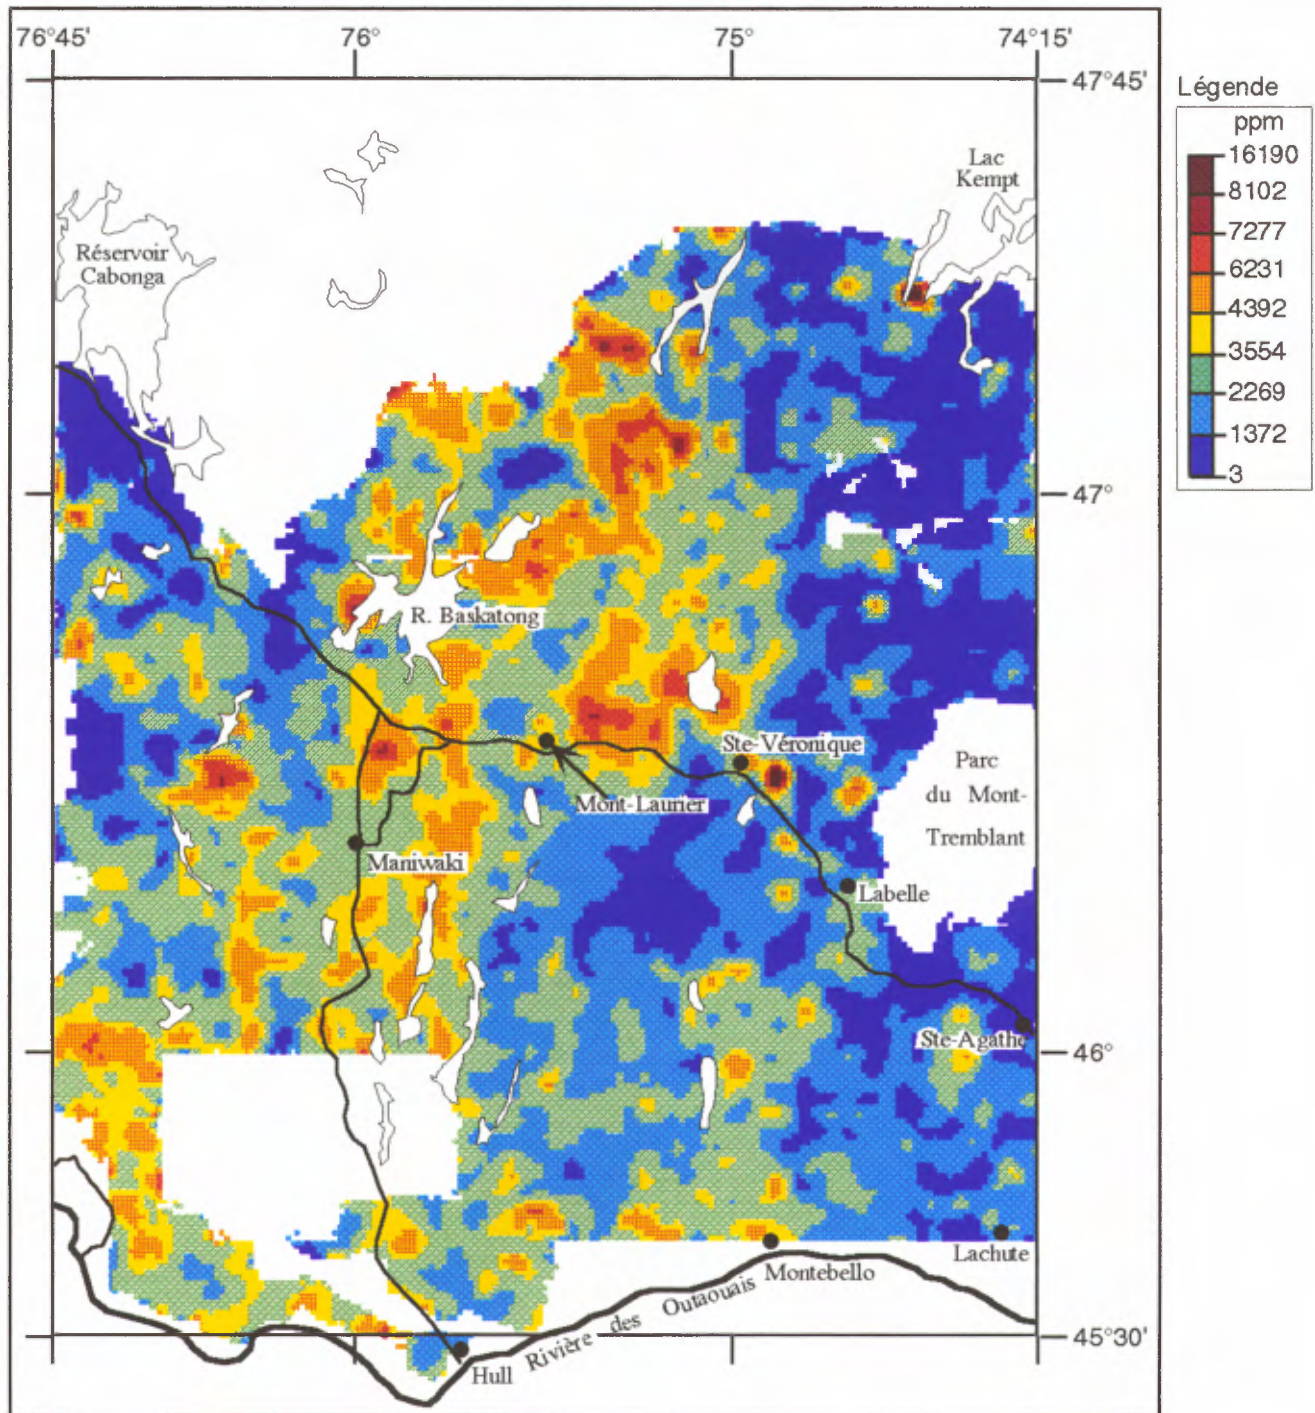 76°45'
76°
75°
74°15'
47°45'
Légende
ppm
16190
8102
7277
6231
4392
3554
2269
1372
3
Lac
Kempt
Réservoir
Cabonga
47°
R. Baskatong
Ste-Véronique
Parc
du Mont-
Tremblant
Mont-Laurier
Maniwaki
Labelle
Ste-Agathe
46°
Lachute
Montebello
Rivière des Outaouais
45°30'
Hull